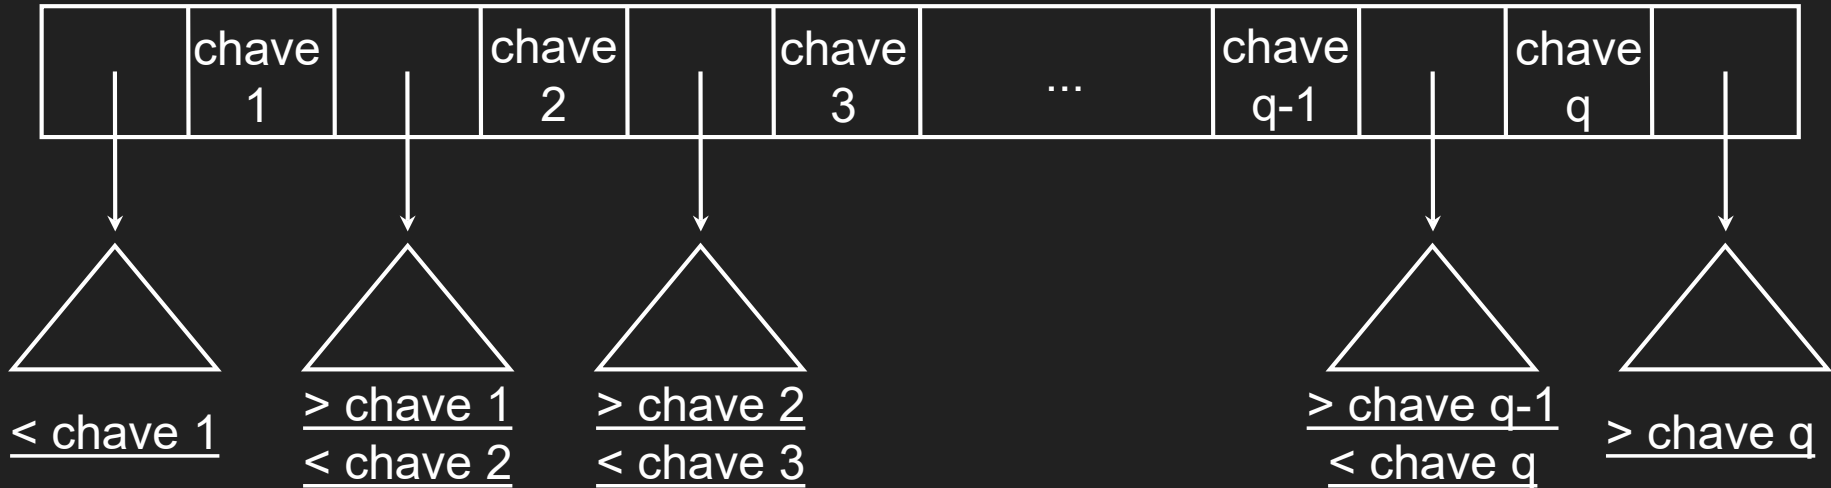 chave
1
chave
2
chave
3
...
chave
q-1
chave
q
< chave 1
> chave 1
< chave 2
> chave 2
< chave 3
> chave q-1
< chave q
> chave q